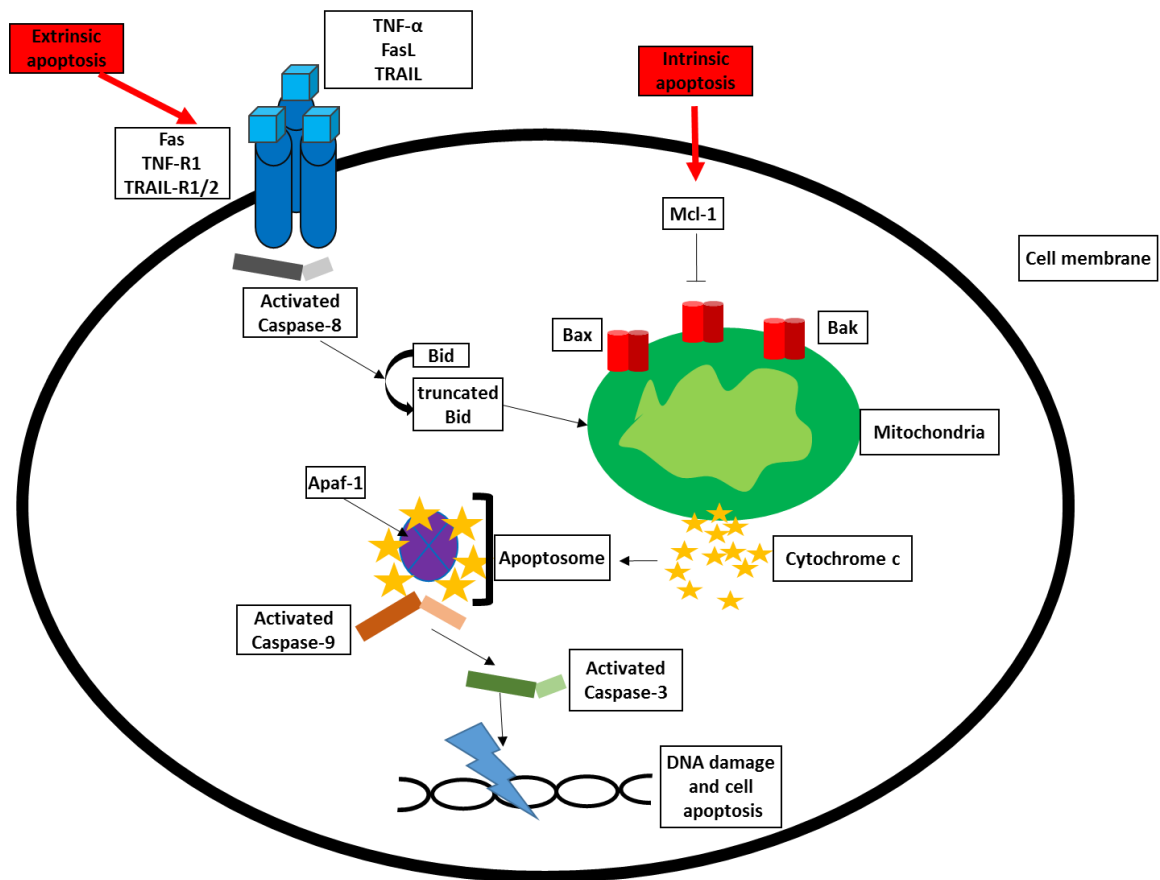 Extrinsic
apoptosis
TNF-α
FasL
TRAIL
Intrinsic
apoptosis
Fas
TNF-R1
TRAIL-R1/2
Mcl-1
Cell membrane
Activated
Caspase-8
Bax
Bak
Bid
truncated
Bid
Mitochondria
Apaf-1
Apoptosome
Cytochrome c
Activated
Caspase-9
Activated
Caspase-3
DNA damage
and cell
apoptosis